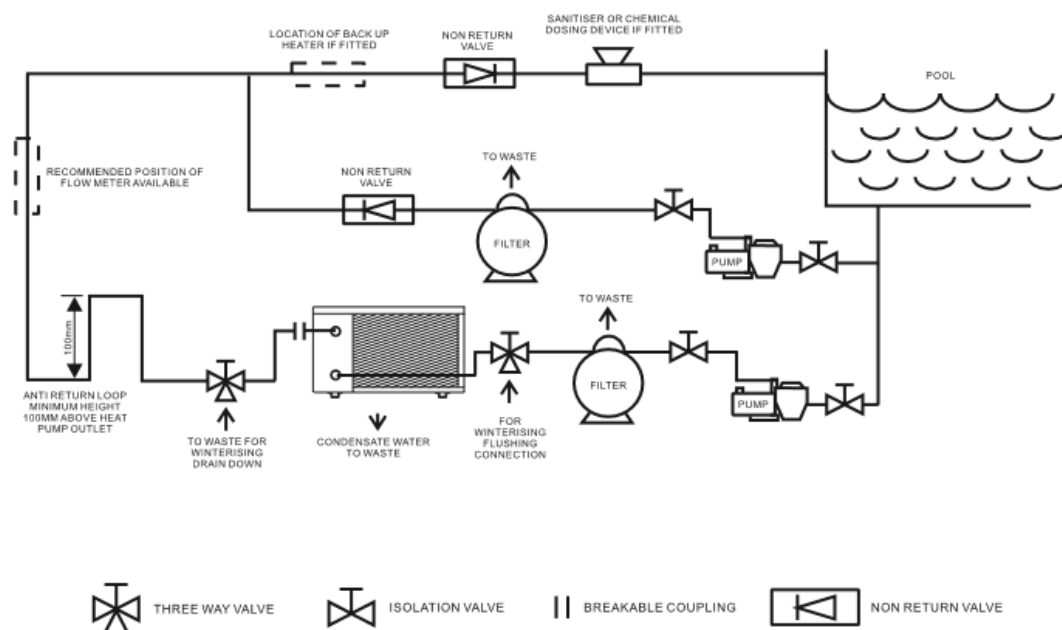 SANITISER OR CHEMICAL
DOSING DEVICE IF FITTED
LOCATION OF BACK UP
HEATER IF FITTED
NON RETURN
VALVE
POOL
RECOMMENDED POSITION OF
FLOW METER AVAILABLE
NON RETURN
VALVE
TO WASTE
FILTER
PUMP
100mm
TO WASTE
FILTER
PUMP
ANTI RETURN LOOP
MINIMUM HEIGHT
100MM ABOVE HEAT
PUMP OUTLET
TO WASTE FOR
WINTERISING
DRAIN DOWN
CONDENSATE WATER
TO WASTE
FOR
WINTERISING
FLUSHING
CONNECTION
THREE WAY VALVE
ISOLATION VALVE
BREAKABLE COUPLING
NON RETURN VALVE